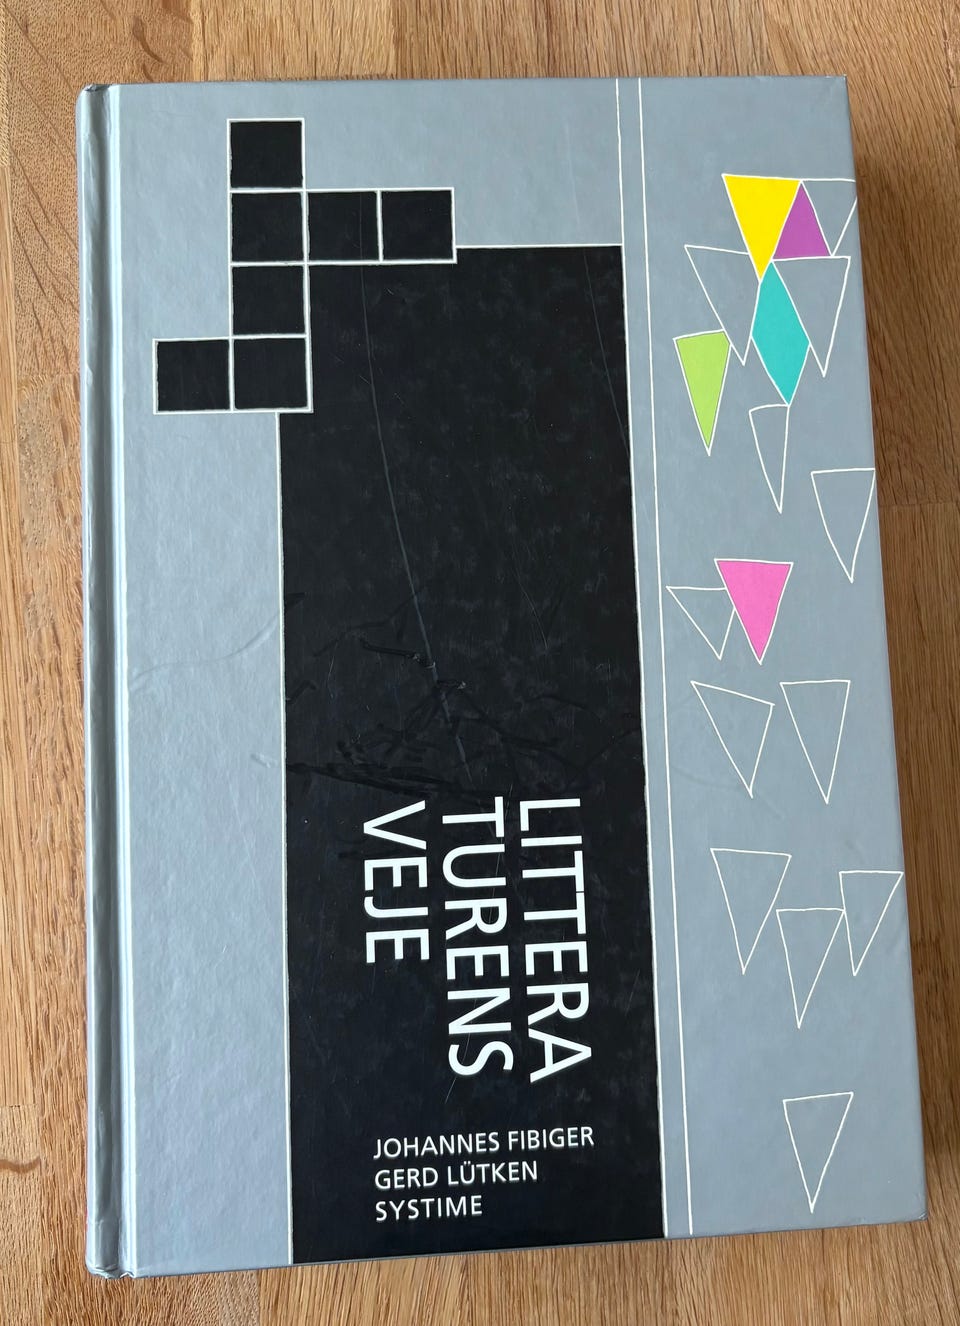 LITTERA
TURENS
VEJE
JOHANNES FIBIGER
GERD LÜTKEN
SYSTIME